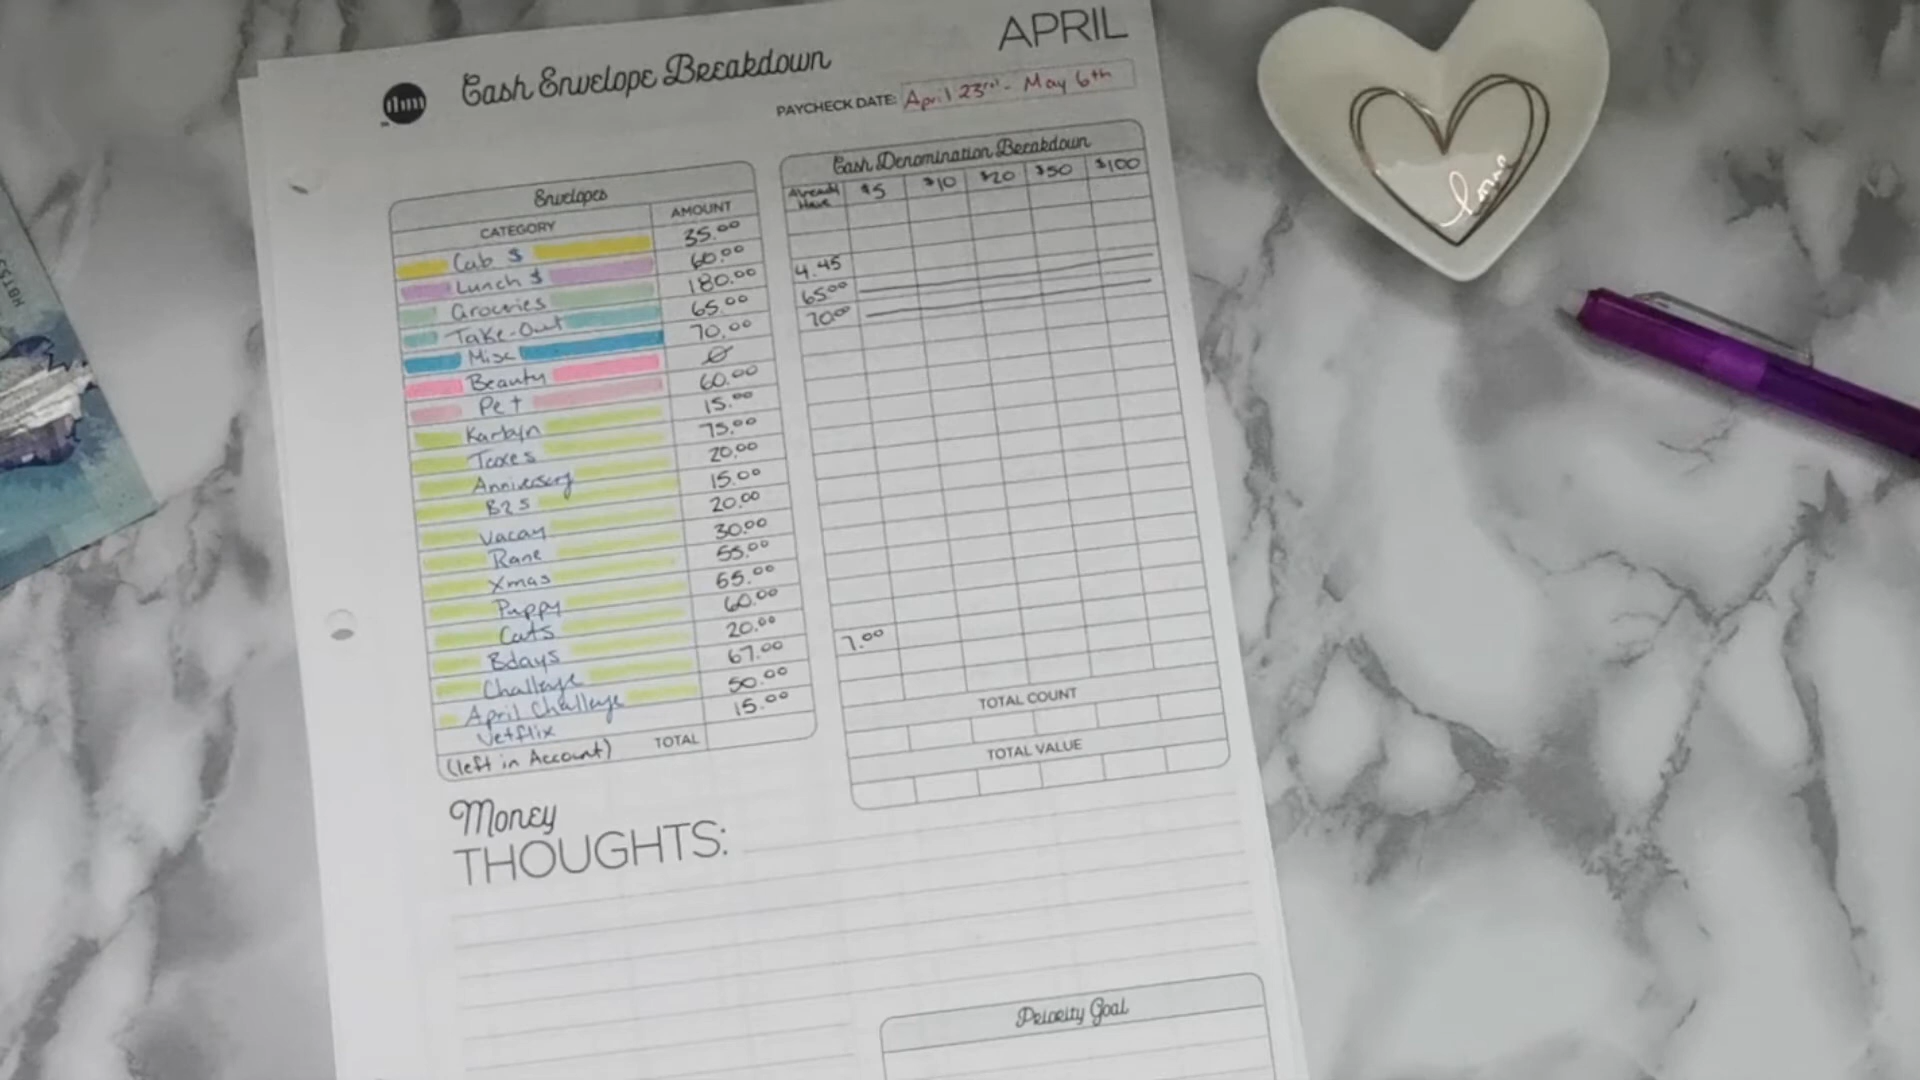 APRIL
Cash Envelope Breakdown
PAYCHECK DATE: April 23rd - May 6th
Envelopes
CATEGORY AMOUNT
Cab $ 35.00
Lunch $ 60.00
Groceries 180.00
Take-Out 65.00
Misc 70.00
Beauty Ø
Pet 60.00
Karbyn 15.00
Taxes 75.00
Anniversary 20.00
B2S 15.00
Vacay 20.00
Rane 30.00
Xmas 55.00
Puppy 65.00
Cats 60.00
Bdays 20.00
Challenge 67.00
April Challenge 50.00
Vetflix 15.00
(left in Account) TOTAL
Cash Denomination Breakdown
Already Have $5 $10 $20 $50 $100
4.45
65.00
70.00
7.00
TOTAL COUNT
TOTAL VALUE
Money
THOUGHTS:
Priority Goal
love